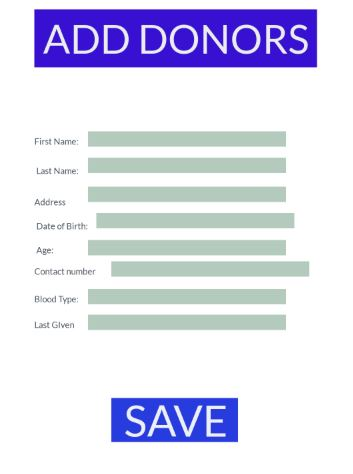 ADD DONORS
First Name:
Last Name:
Address
Date of Birth:
Age:
Contact number
Blood Type:
Last GIven
SAVE